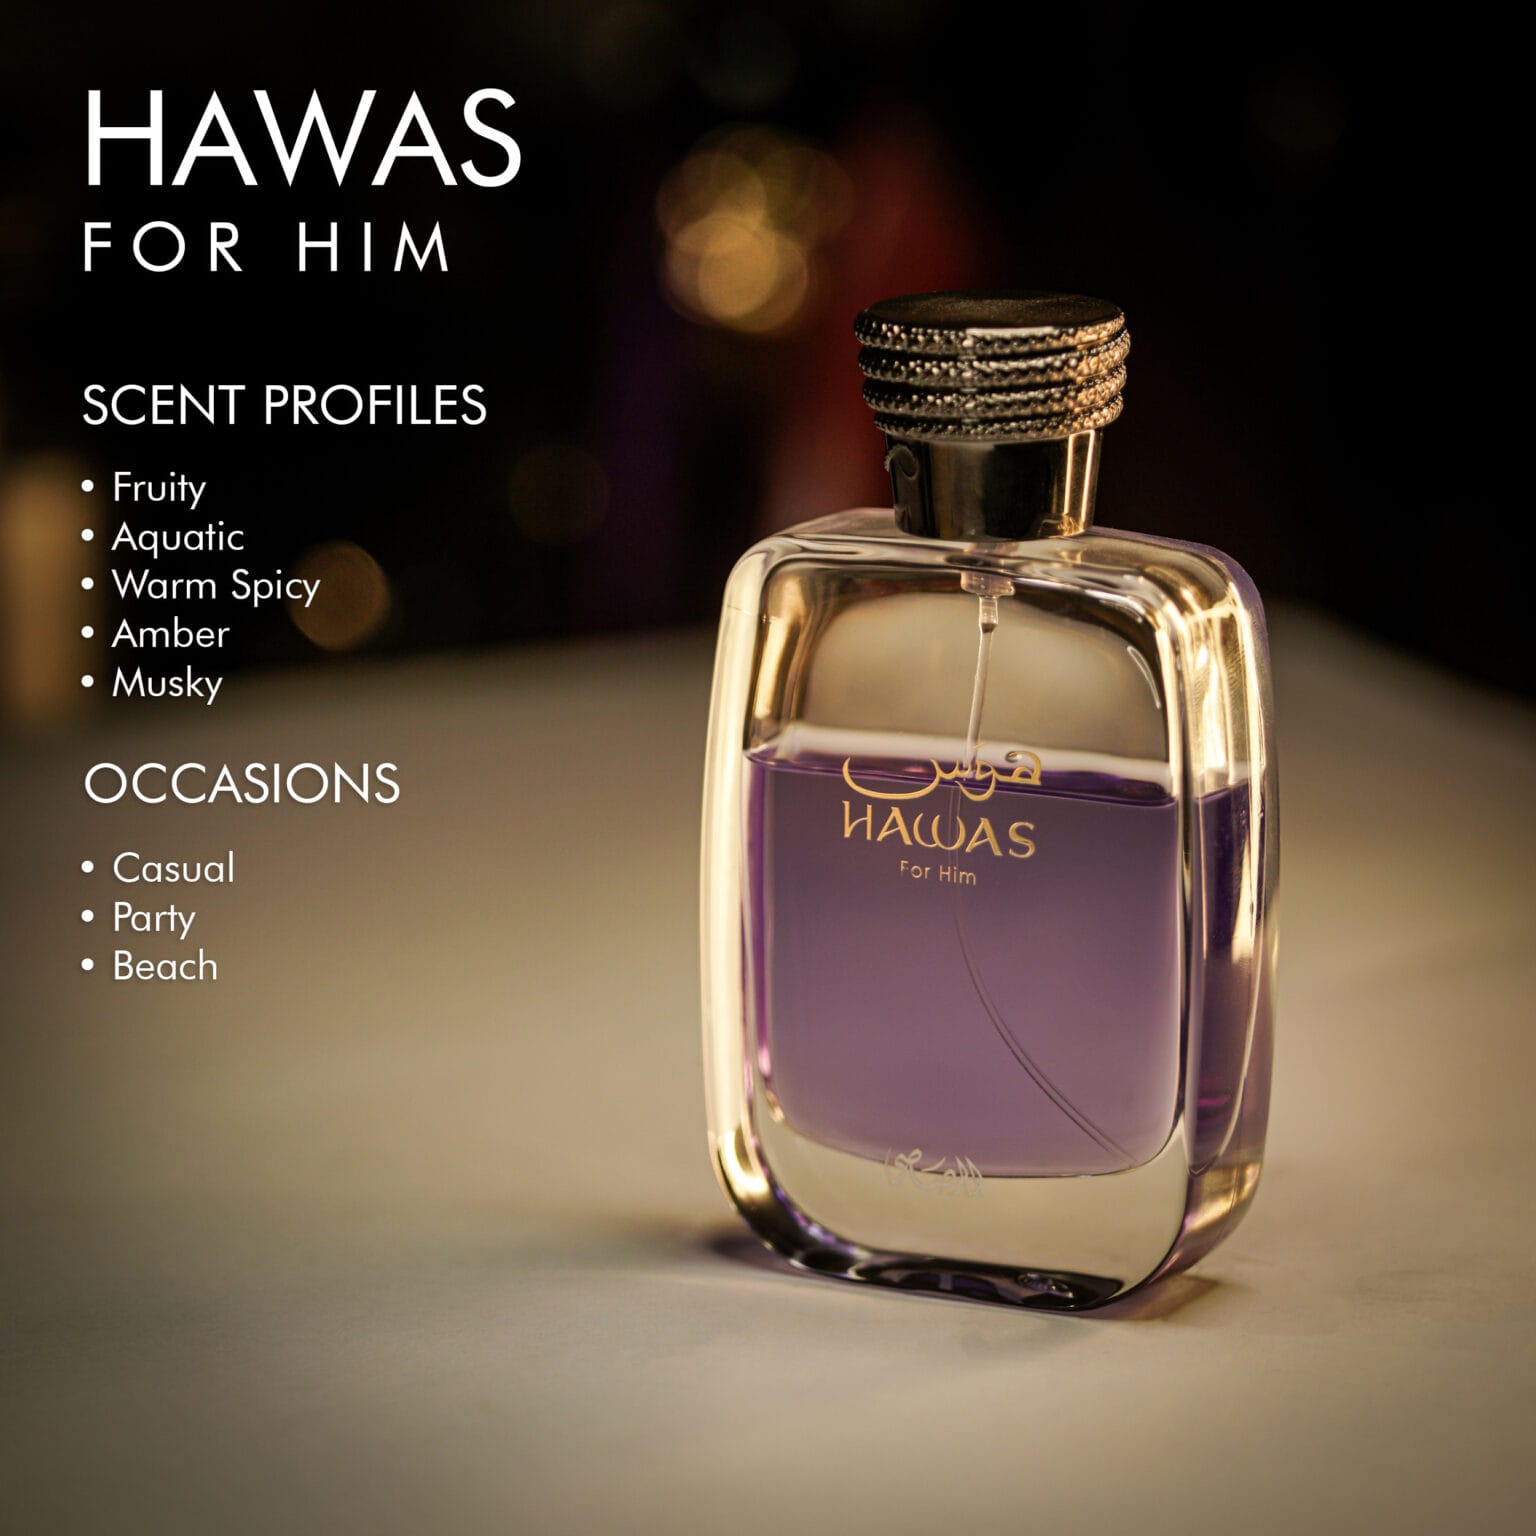 HAWAS
FOR HIM
SCENT PROFILES
• Fruity
• Aquatic
• Warm Spicy
• Amber
• Musky
OCCASIONS
• Casual
• Party
• Beach
هوس
HAWAS
For Him